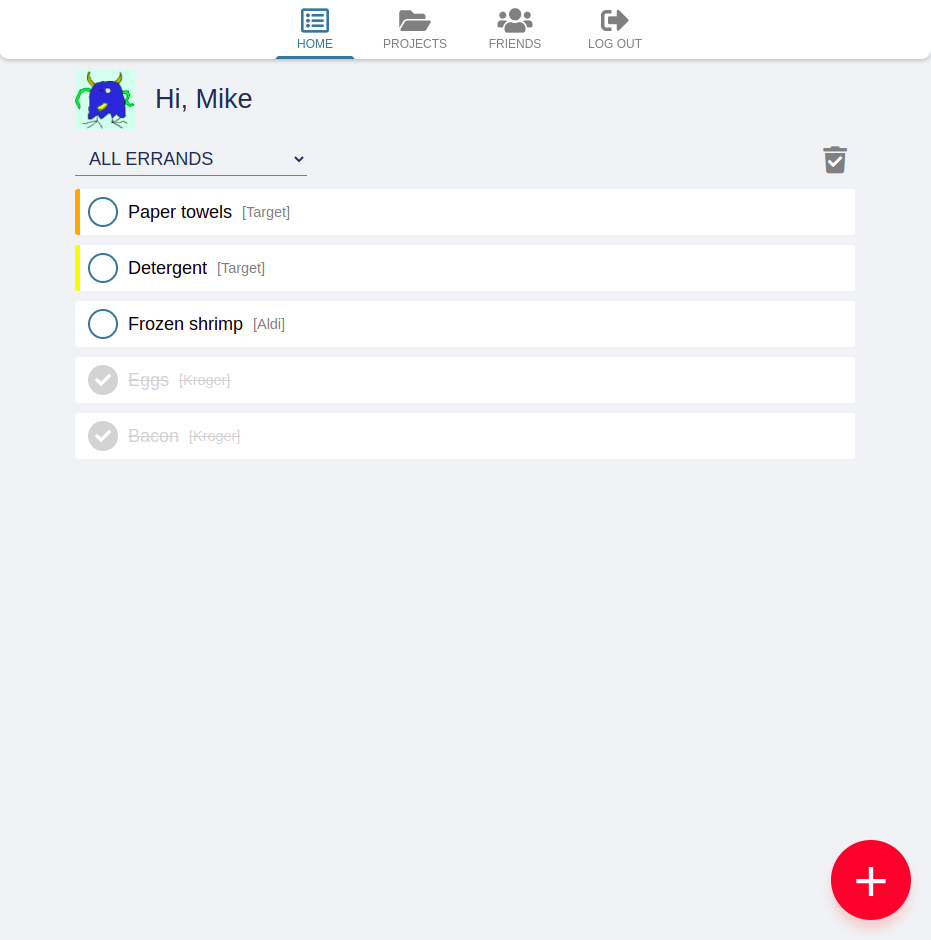 HOME PROJECTS FRIENDS LOG OUT
Hi, Mike
ALL ERRANDS
Paper towels [Target]
Detergent [Target]
Frozen shrimp [Aldi]
Eggs [Kroger]
Bacon [Kroger]